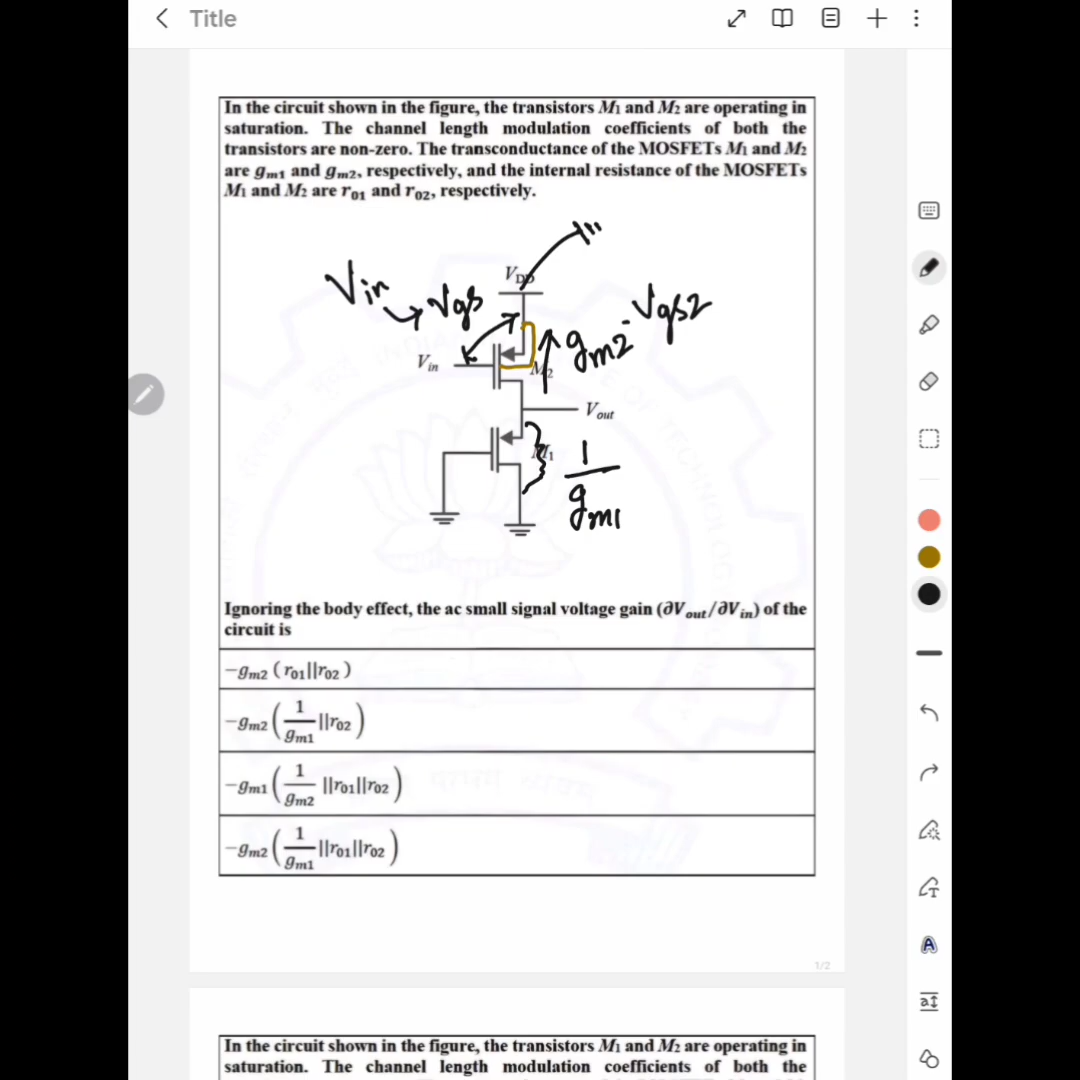 Title
In the circuit shown in the figure, the transistors M₁ and M₂ are operating in
saturation. The channel length modulation coefficients of both the
transistors are non-zero. The transconductance of the MOSFETs M₁ and M₂
are gm1 and gm2, respectively, and the internal resistance of the MOSFETs
M₁ and M₂ are r01 and r02, respectively.
VDD
Vin → Vgs
gm2 Vgs2
Vin
M2
Vout
M1
1/gm1
Ignoring the body effect, the ac small signal voltage gain (∂Vout/∂Vin) of the
circuit is
−gm2 (r01||r02)
−gm2 (1/gm1 ||r02)
−gm1 (1/gm2 ||r01||r02)
−gm2 (1/gm1 ||r01||r02)
1/2
In the circuit shown in the figure, the transistors M₁ and M₂ are operating in
saturation. The channel length modulation coefficients of both the